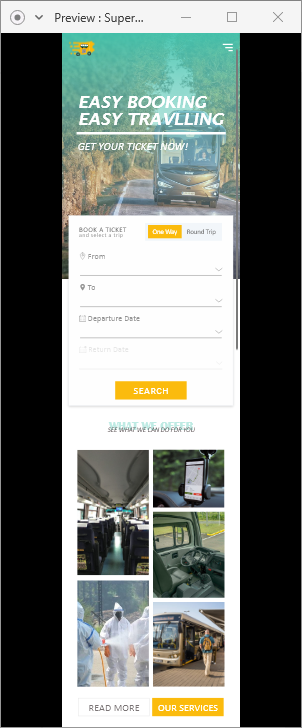 Preview : Super...
EASY BOOKING
EASY TRAVLLING
GET YOUR TICKET NOW!
BOOK A TICKET
and select a trip
One Way
Round Trip
From
To
Departure Date
Return Date
SEARCH
WHAT WE OFFER
SEE WHAT WE CAN DO FOR YOU
READ MORE
OUR SERVICES